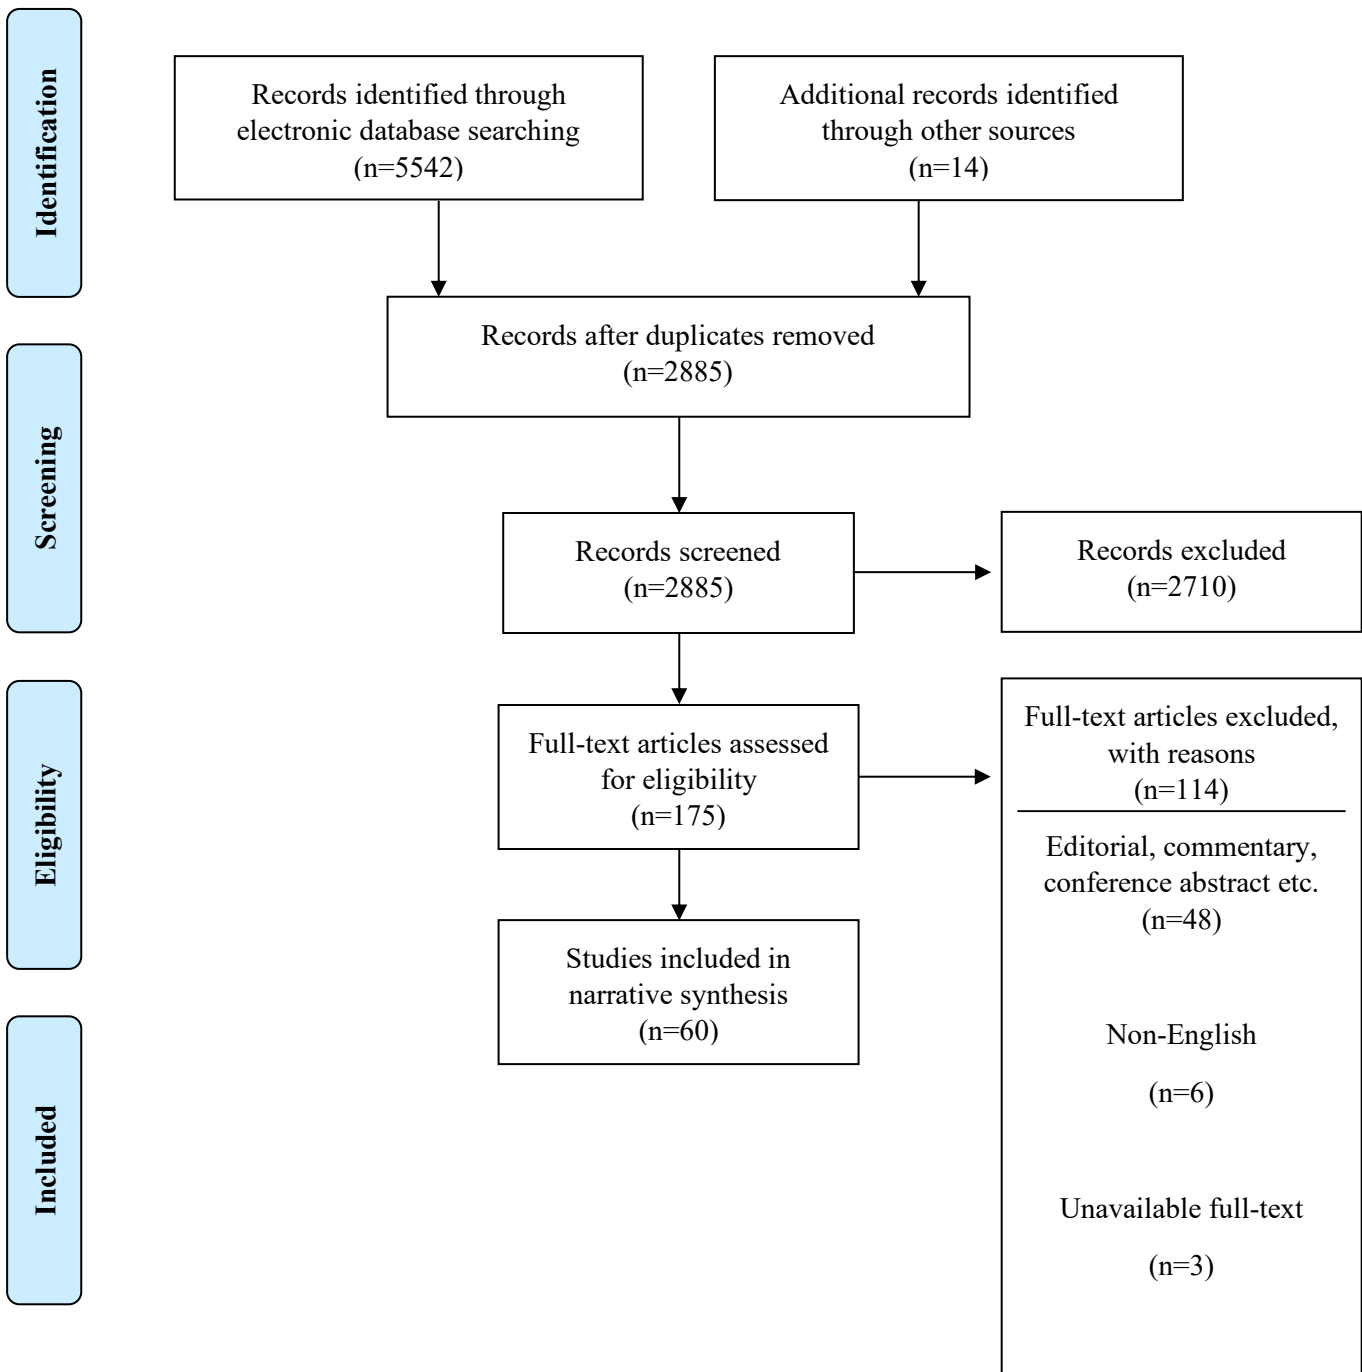 Identification
Records identified through
electronic database searching
(n=5542)
Additional records identified
through other sources
(n=14)
Records after duplicates removed
(n=2885)
Screening
Records screened
(n=2885)
Records excluded
(n=2710)
Eligibility
Full-text articles assessed
for eligibility
(n=175)
Full-text articles excluded,
with reasons
(n=114)
Editorial, commentary,
conference abstract etc.
(n=48)
Non-English
(n=6)
Unavailable full-text
(n=3)
Included
Studies included in
narrative synthesis
(n=60)